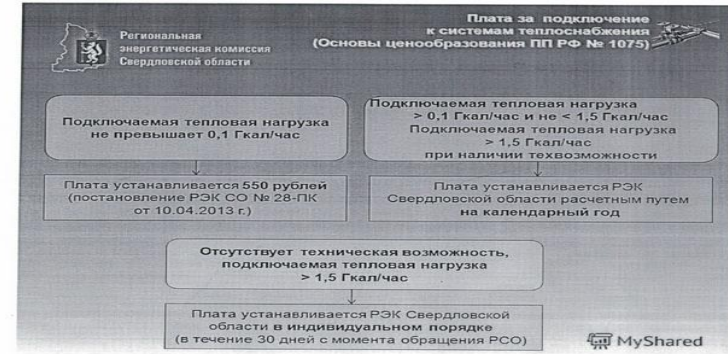 Региональная
энергетическая комиссия
Свердловской области
Плата за подключение
к системам теплоснабжения
(Основы ценообразования ПП РФ № 1075)
Подключаемая тепловая нагрузка
не превышает 0,1 Гкал/час
Плата устанавливается 550 рублей
(постановление РЭК СО № 28-ПК
от 10.04.2013 г.)
Подключаемая тепловая нагрузка
> 0,1 Гкал/час и не < 1,5 Гкал/час
Подключаемая тепловая нагрузка
> 1,5 Гкал/час
при наличии техвозможности
Плата устанавливается РЭК
Свердловской области расчетным путем
на календарный год
Отсутствует техническая возможность,
подключаемая тепловая нагрузка
> 1,5 Гкал/час
Плата устанавливается РЭК Свердловской
области в индивидуальном порядке
(в течение 30 дней с момента обращения РСО)
MyShared